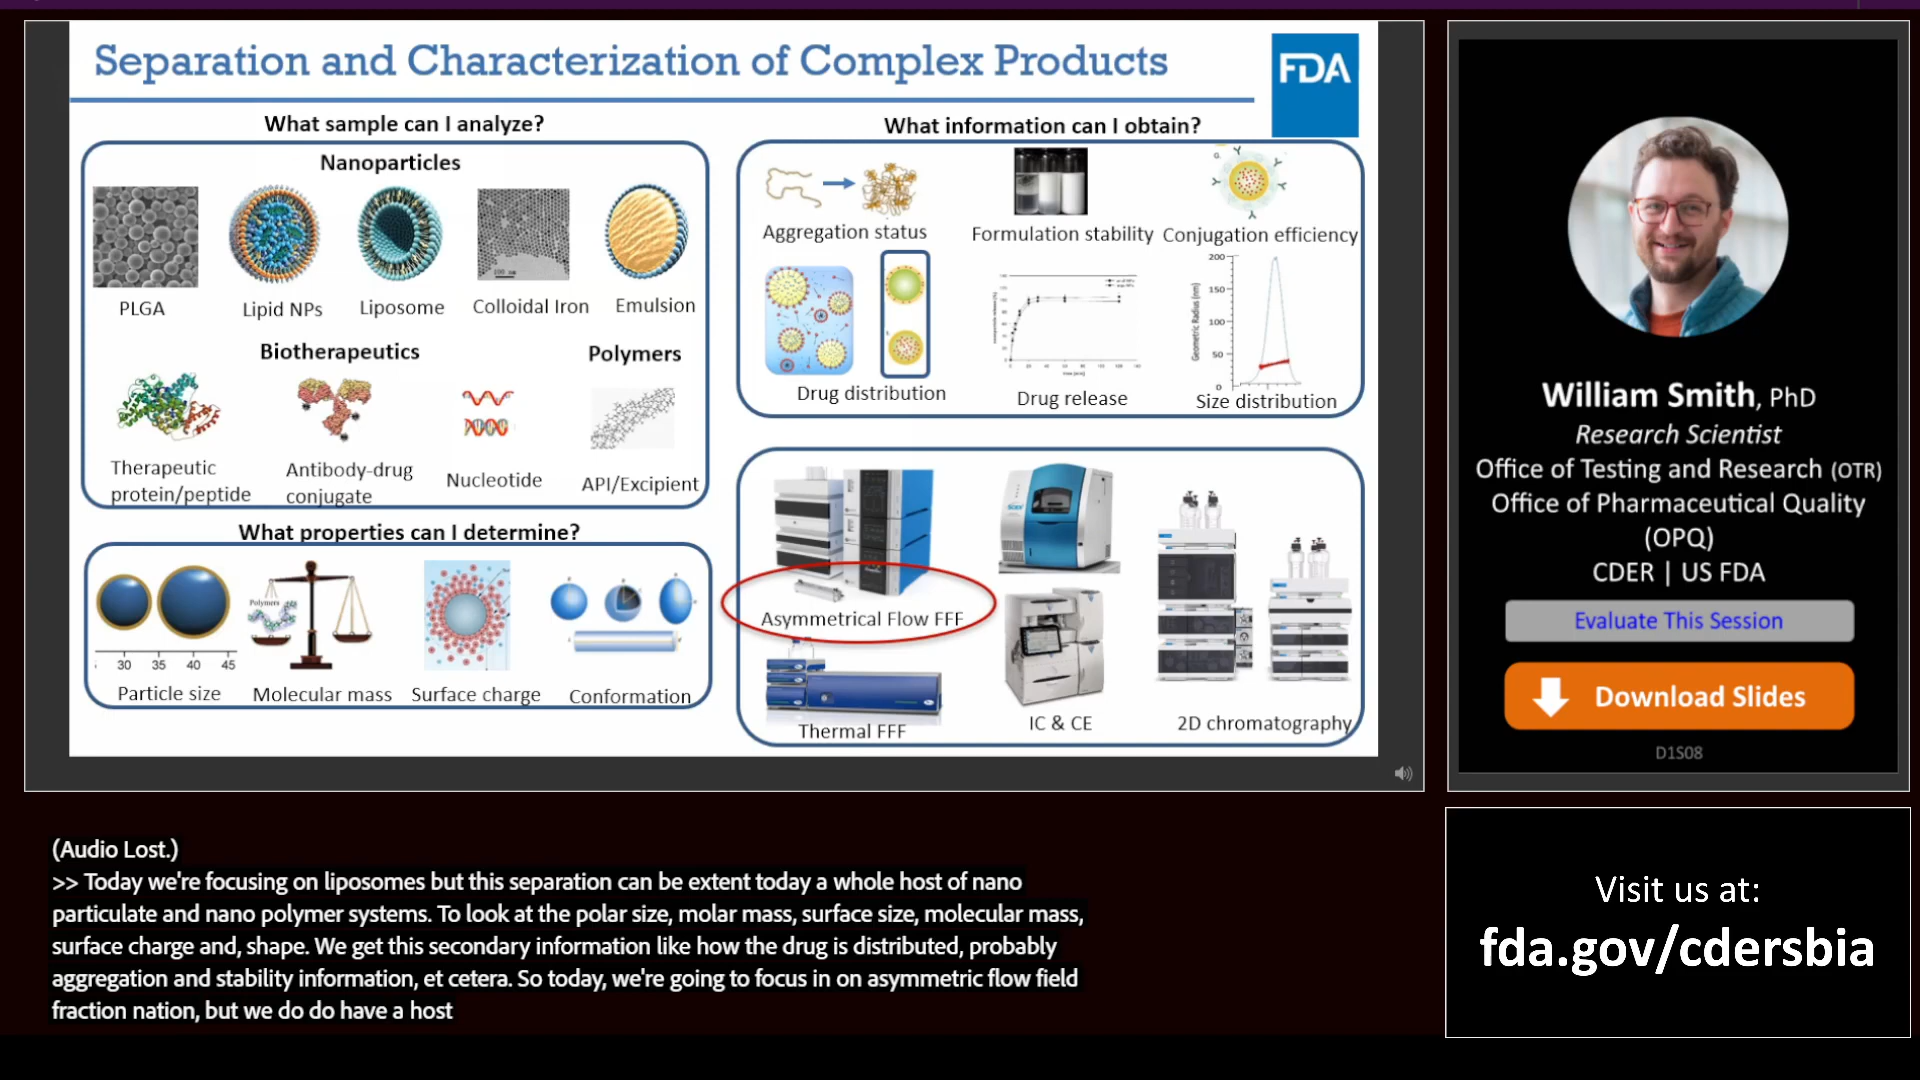 Separation and Characterization of Complex Products
FDA
What sample can I analyze?
Nanoparticles
PLGA
Lipid NPs
Liposome
Colloidal Iron
Emulsion
Biotherapeutics
Polymers
Therapeutic
protein/peptide
Antibody-drug
conjugate
Nucleotide
API/Excipient
What properties can I determine?
Polymers
30 35 40 45
Particle size
Molecular mass
Surface charge
Conformation
What information can I obtain?
Aggregation status
Formulation stability
Conjugation efficiency
Drug distribution
Drug release
Geometric Radius (nm)
200
150
100
50
0
Size distribution
Asymmetrical Flow FFF
Thermal FFF
IC & CE
2D chromatography
William Smith, PhD
Research Scientist
Office of Testing and Research (OTR)
Office of Pharmaceutical Quality
(OPQ)
CDER | US FDA
Evaluate This Session
Download Slides
D1S08
(Audio Lost.)
>> Today we're focusing on liposomes but this separation can be extent today a whole host of nano
particulate and nano polymer systems. To look at the polar size, molar mass, surface size, molecular mass,
surface charge and, shape. We get this secondary information like how the drug is distributed, probably
aggregation and stability information, et cetera. So today, we're going to focus in on asymmetric flow field
fraction nation, but we do do have a host
Visit us at:
fda.gov/cdersbia